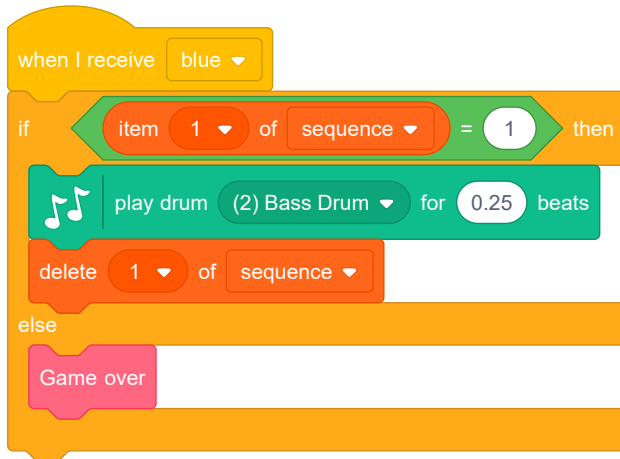 when I receive blue
if item 1 of sequence = 1 then
play drum (2) Bass Drum for 0.25 beats
delete 1 of sequence
else
Game over